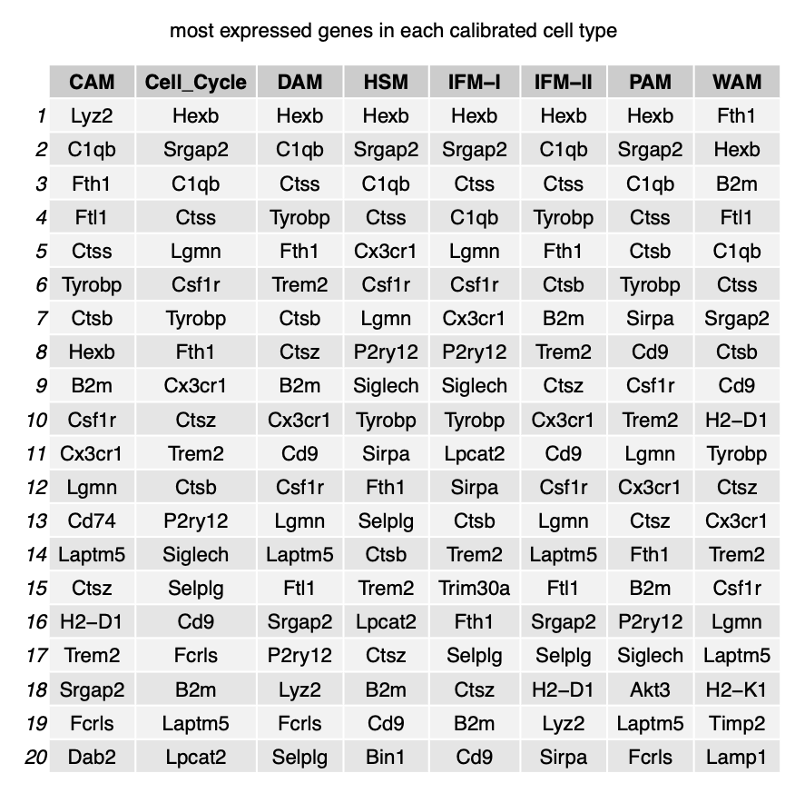 most expressed genes in each calibrated cell type
CAM Cell_Cycle DAM HSM IFM–I IFM–II PAM WAM
1 Lyz2 Hexb Hexb Hexb Hexb Hexb Hexb Fth1
2 C1qb Srgap2 C1qb Srgap2 Srgap2 C1qb Srgap2 Hexb
3 Fth1 C1qb Ctss C1qb Ctss Ctss C1qb B2m
4 Ftl1 Ctss Tyrobp Ctss C1qb Tyrobp Ctss Ftl1
5 Ctss Lgmn Fth1 Cx3cr1 Lgmn Fth1 Ctsb C1qb
6 Tyrobp Csf1r Trem2 Csf1r Csf1r Ctsb Tyrobp Ctss
7 Ctsb Tyrobp Ctsb Lgmn Cx3cr1 B2m Sirpa Srgap2
8 Hexb Fth1 Ctsz P2ry12 P2ry12 Trem2 Cd9 Ctsb
9 B2m Cx3cr1 B2m Siglech Siglech Ctsz Csf1r Cd9
10 Csf1r Ctsz Cx3cr1 Tyrobp Tyrobp Cx3cr1 Trem2 H2–D1
11 Cx3cr1 Trem2 Cd9 Sirpa Lpcat2 Cd9 Lgmn Tyrobp
12 Lgmn Ctsb Csf1r Fth1 Sirpa Csf1r Cx3cr1 Ctsz
13 Cd74 P2ry12 Lgmn Selplg Ctsb Lgmn Ctsz Cx3cr1
14 Laptm5 Siglech Laptm5 Ctsb Trem2 Laptm5 Fth1 Trem2
15 Ctsz Selplg Ftl1 Trem2 Trim30a Ftl1 B2m Csf1r
16 H2–D1 Cd9 Srgap2 Lpcat2 Fth1 Srgap2 P2ry12 Lgmn
17 Trem2 Fcrls P2ry12 Ctsz Selplg Selplg Siglech Laptm5
18 Srgap2 B2m Lyz2 B2m Ctsz H2–D1 Akt3 H2–K1
19 Fcrls Laptm5 Fcrls Cd9 B2m Lyz2 Laptm5 Timp2
20 Dab2 Lpcat2 Selplg Bin1 Cd9 Sirpa Fcrls Lamp1